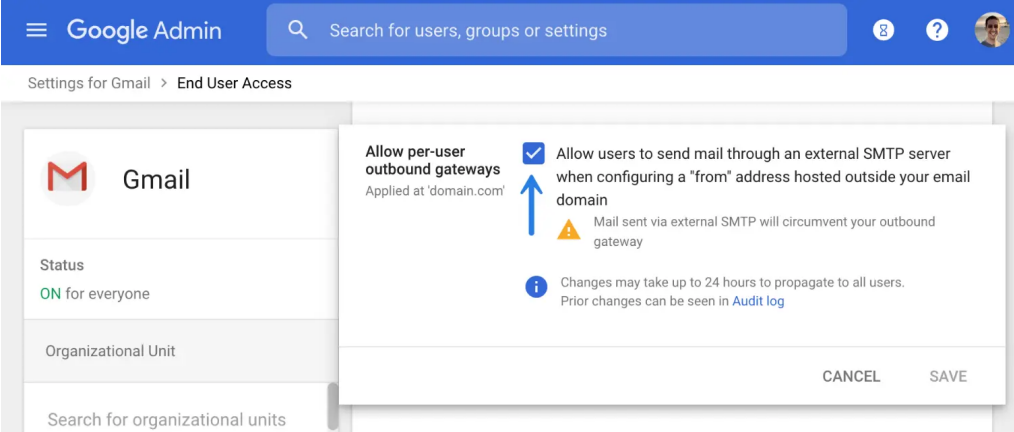 Google Admin
Search for users, groups or settings
Settings for Gmail > End User Access
Gmail
Status
ON for everyone
Organizational Unit
Search for organizational units
Allow per-user
outbound gateways
Applied at 'domain.com'
Allow users to send mail through an external SMTP server
when configuring a "from" address hosted outside your email
domain
Mail sent via external SMTP will circumvent your outbound
gateway
Changes may take up to 24 hours to propagate to all users.
Prior changes can be seen in Audit log
CANCEL SAVE